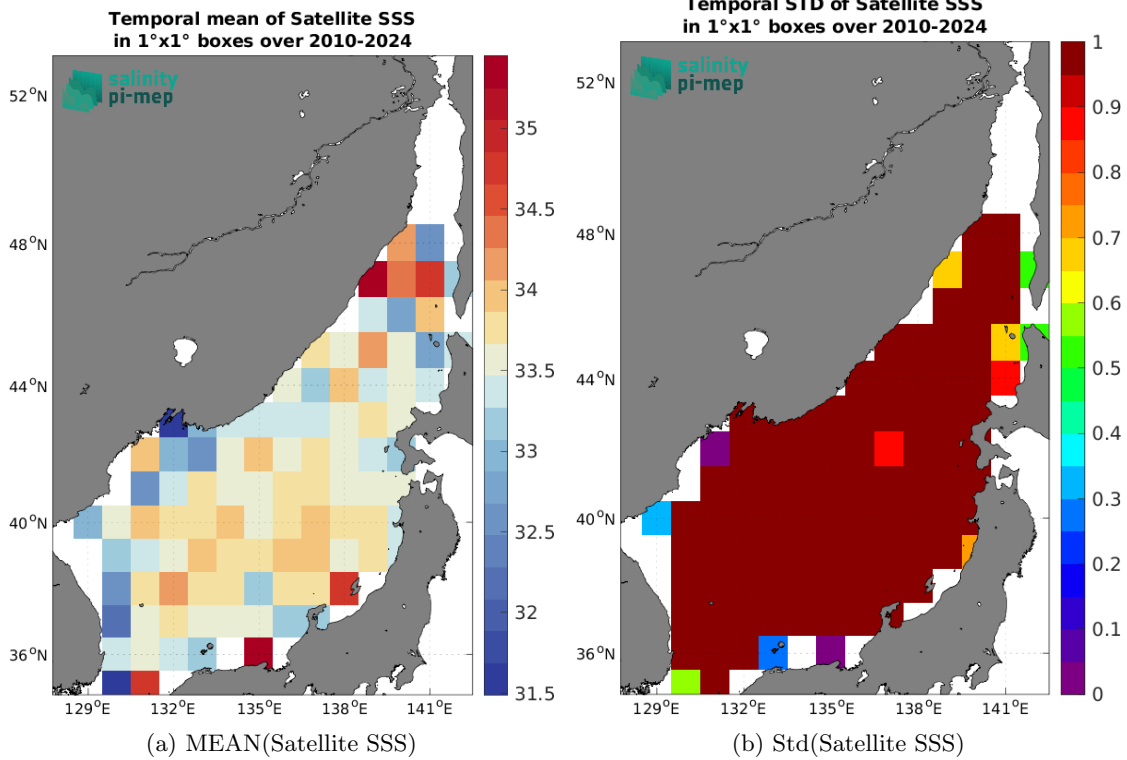 Temporal mean of Satellite SSS
in 1°x1° boxes over 2010-2024
salinity
pi-mep
52°N
48°N
44°N
40°N
36°N
129°E
132°E
135°E
138°E
141°E
35
34.5
34
33.5
33
32.5
32
31.5
(a) MEAN(Satellite SSS)
Temporal STD of Satellite SSS
in 1°x1° boxes over 2010-2024
salinity
pi-mep
52°N
48°N
44°N
40°N
36°N
129°E
132°E
135°E
138°E
141°E
1
0.9
0.8
0.7
0.6
0.5
0.4
0.3
0.2
0.1
0
(b) Std(Satellite SSS)